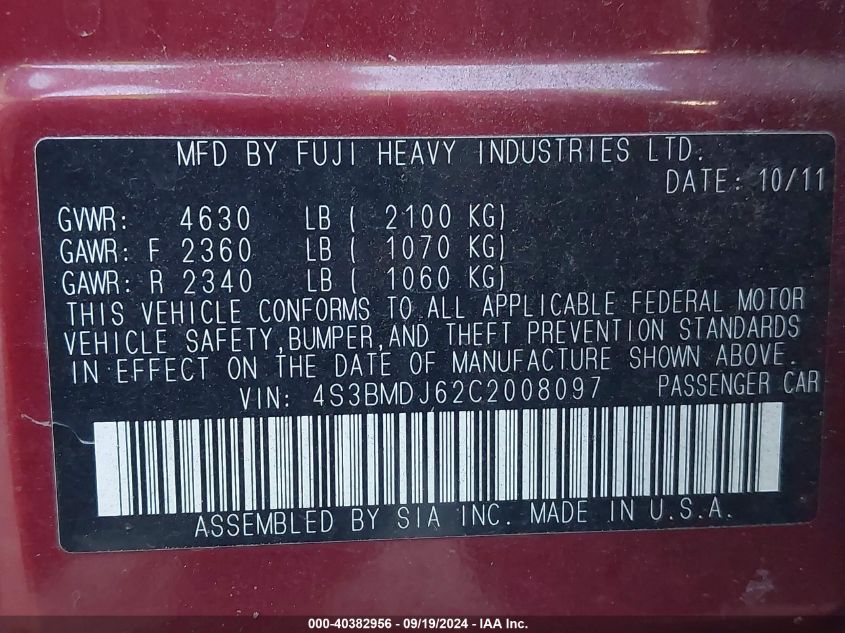 MFD BY FUJI HEAVY INDUSTRIES LTD.
DATE: 10/11
GVWR: 4630 LB ( 2100 KG)
GAWR: F 2360 LB ( 1070 KG)
GAWR: R 2340 LB ( 1060 KG)
THIS VEHICLE CONFORMS TO ALL APPLICABLE FEDERAL MOTOR
VEHICLE SAFETY,BUMPER,AND THEFT PREVENTION STANDARDS
IN EFFECT ON THE DATE OF MANUFACTURE SHOWN ABOVE.
VIN: 4S3BMDJ62C2008097 PASSENGER CAR
ASSEMBLED BY SIA INC. MADE IN U.S.A.
000-40382956 - 09/19/2024 - IAA Inc.